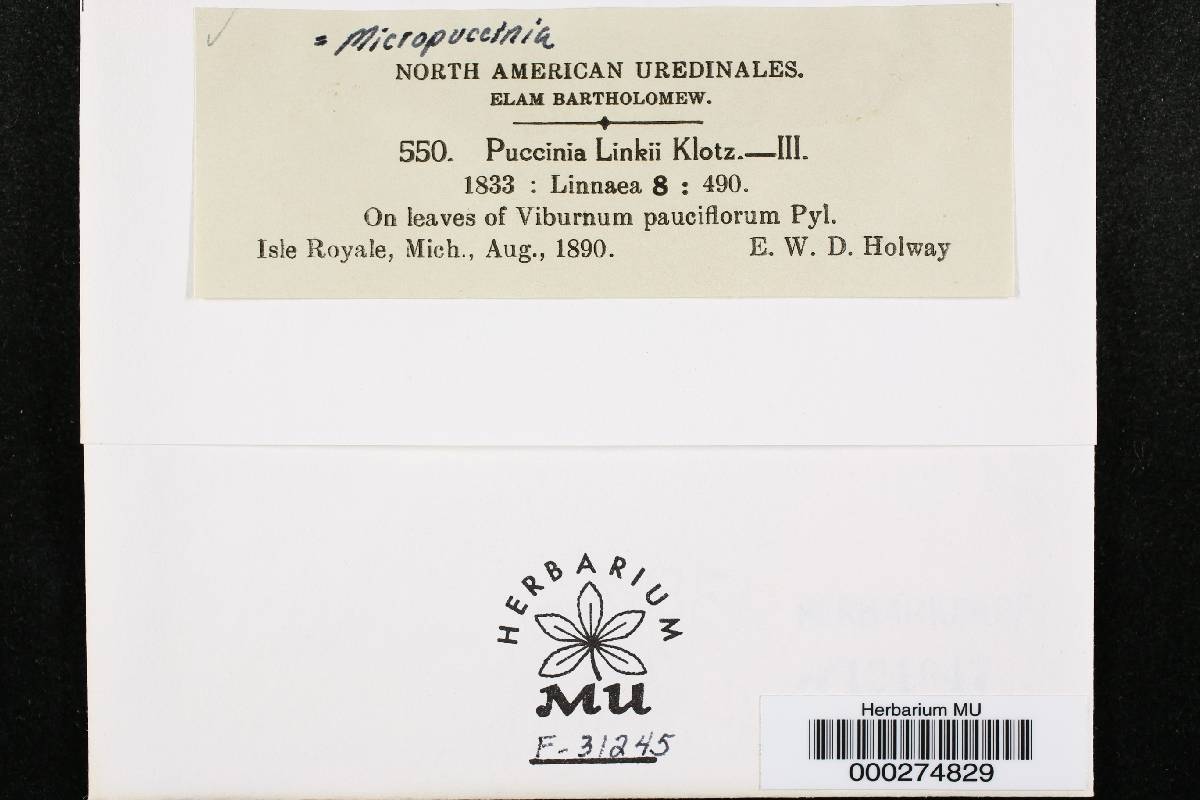 = Micropuccinia
NORTH AMERICAN UREDINALES.
ELAM BARTHOLOMEW.
550. Puccinia Linkii Klotz.—III.
1833 : Linnaea 8 : 490.
On leaves of Viburnum pauciflorum Pyl.
Isle Royale, Mich., Aug., 1890. E. W. D. Holway
HERBARIUM
MU
F-31245
Herbarium MU
000274829